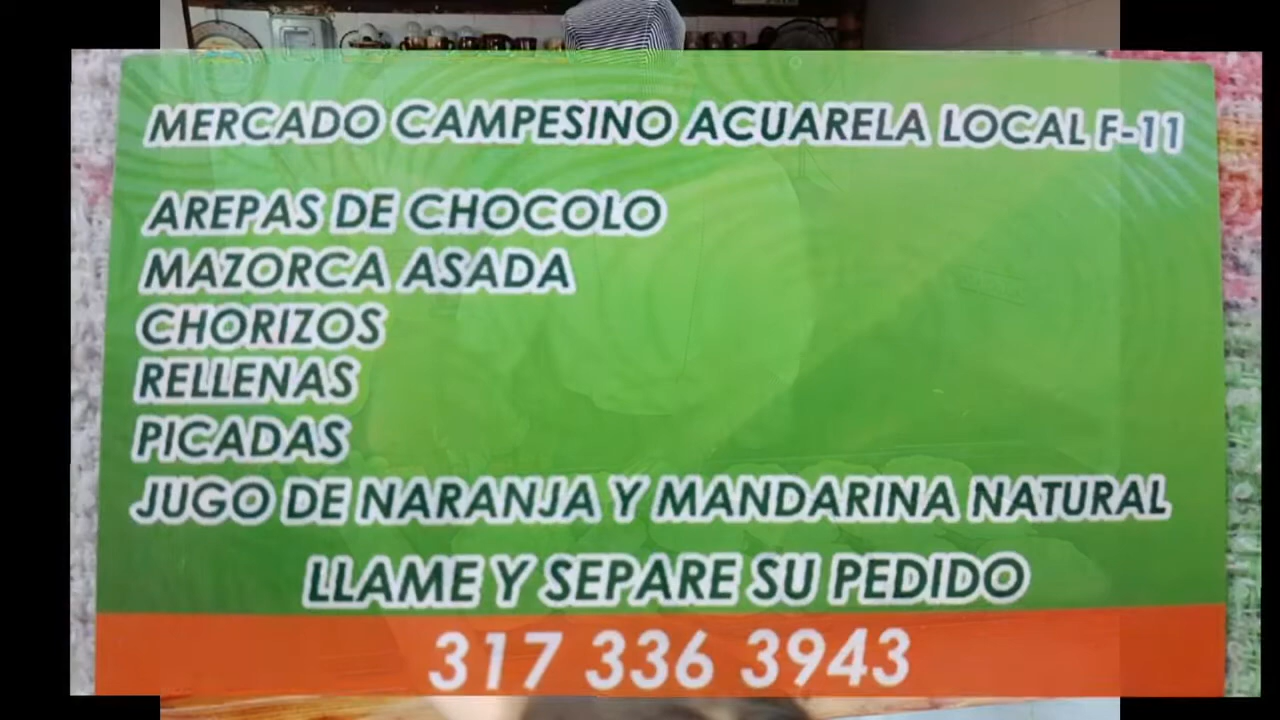 MERCADO CAMPESINO ACUARELA LOCAL F-11
AREPAS DE CHOCOLO
MAZORCA ASADA
CHORIZOS
RELLENAS
PICADAS
JUGO DE NARANJA Y MANDARINA NATURAL
LLAME Y SEPARE SU PEDIDO
317 336 3943